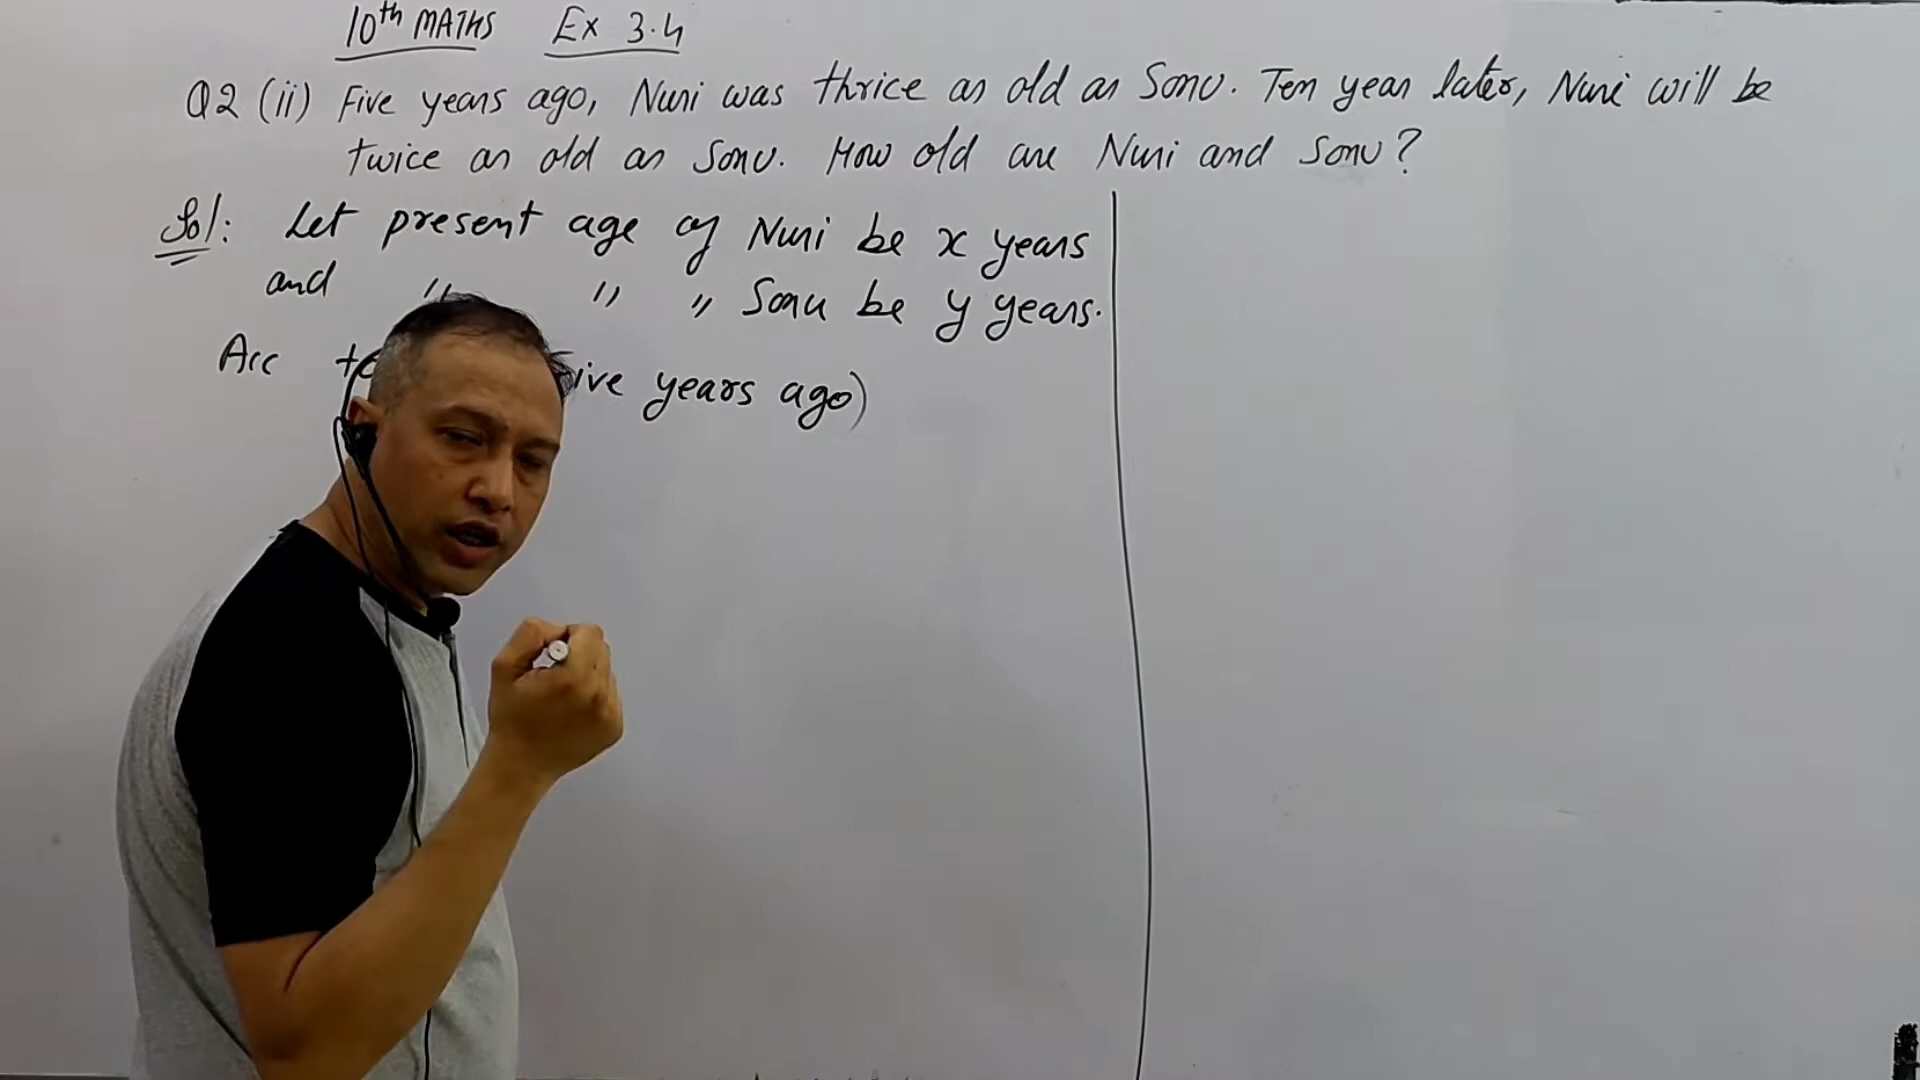 10th MATHS Ex 3.4
Q2 (ii) Five years ago, Nuri was thrice as old as Sonu. Ten year later, Nuri will be
twice as old as Sonu. How old are Nuri and Sonu?
Sol: Let present age of Nuri be x years
and " " " Sonu be y years.
Acc ive years ago)